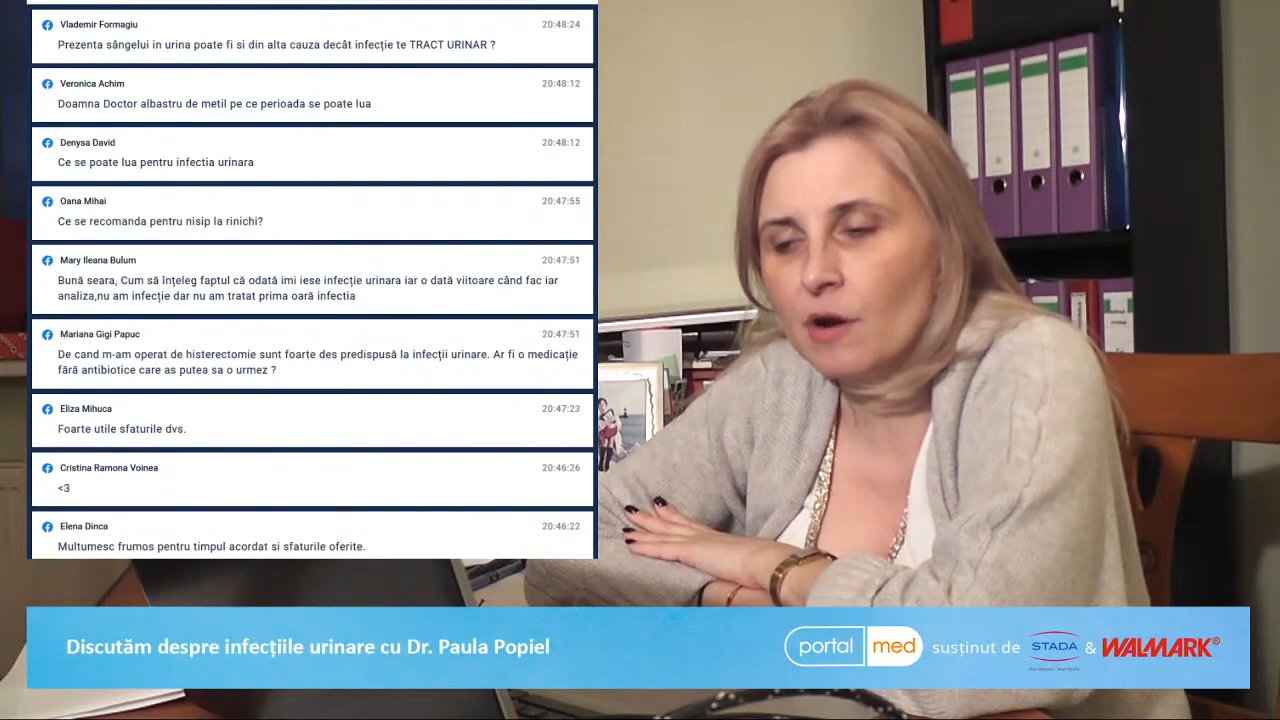 Vlademir Formagiu 20:48:24
Prezenta sângelui in urina poate fi si din alta cauza decât infecție te TRACT URINAR ?
Veronica Achim 20:48:12
Doamna Doctor albastru de metil pe ce perioada se poate lua
Denysa David 20:48:12
Ce se poate lua pentru infectia urinara
Oana Mihai 20:47:55
Ce se recomanda pentru nisip la rinichi?
Mary Ileana Bulum 20:47:51
Bună seara, Cum să înțeleg faptul că odată imi iese infecție urinara iar o dată viitoare când fac iar
analiza,nu am infecție dar nu am tratat prima oară infectia
Mariana Gigi Papuc 20:47:51
De cand m-am operat de histerectomie sunt foarte des predispusă la infecții urinare. Ar fi o medicație
fără antibiotice care as putea sa o urmez ?
Eliza Mihuca 20:47:23
Foarte utile sfaturile dvs.
Cristina Ramona Voinea 20:46:26
<3
Elena Dinca 20:46:22
Multumesc frumos pentru timpul acordat si sfaturile oferite.
Discutăm despre infecțiile urinare cu Dr. Paula Popiel
portal med susținut de STADA & WALMARK®